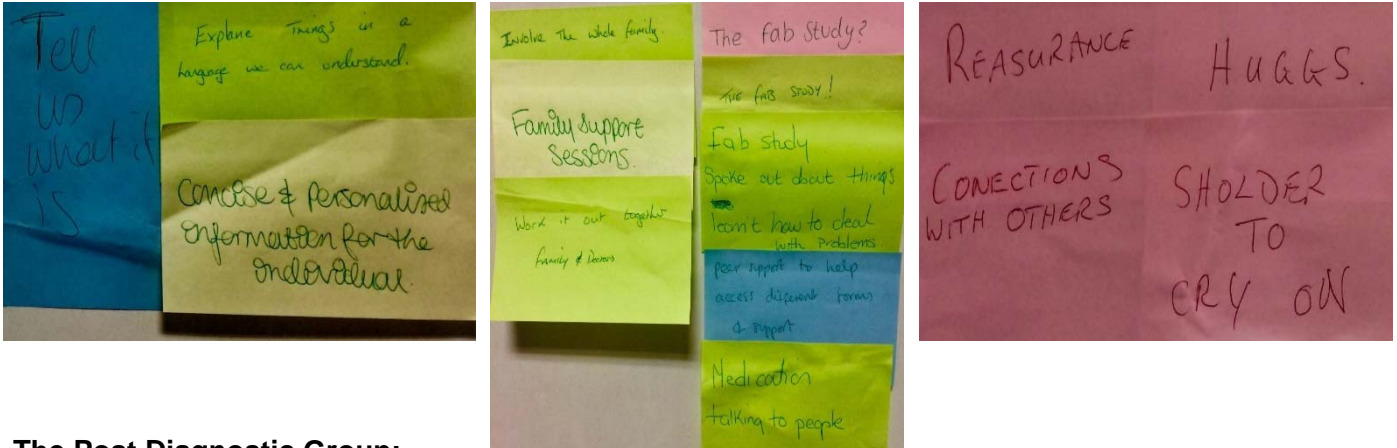 Tell
us
what it
is
Explane Things in a
language we can understand.
Concise & Personalised
information for the
individual.
Involve The whole family.
Family support
Sessions.
Work it out together
family & Doctors
The fab study?
THE FAB STUDY!
Fab study
Spoke out about things
learn't how to deal
with Problems.
peer support to help
access different forms
of support
Medication
talking to people
REASURANCE
HUGGS.
CONECTIONS
WITH OTHERS
SHOLDER
TO
CRY ON
The Post Diagnostic Group: